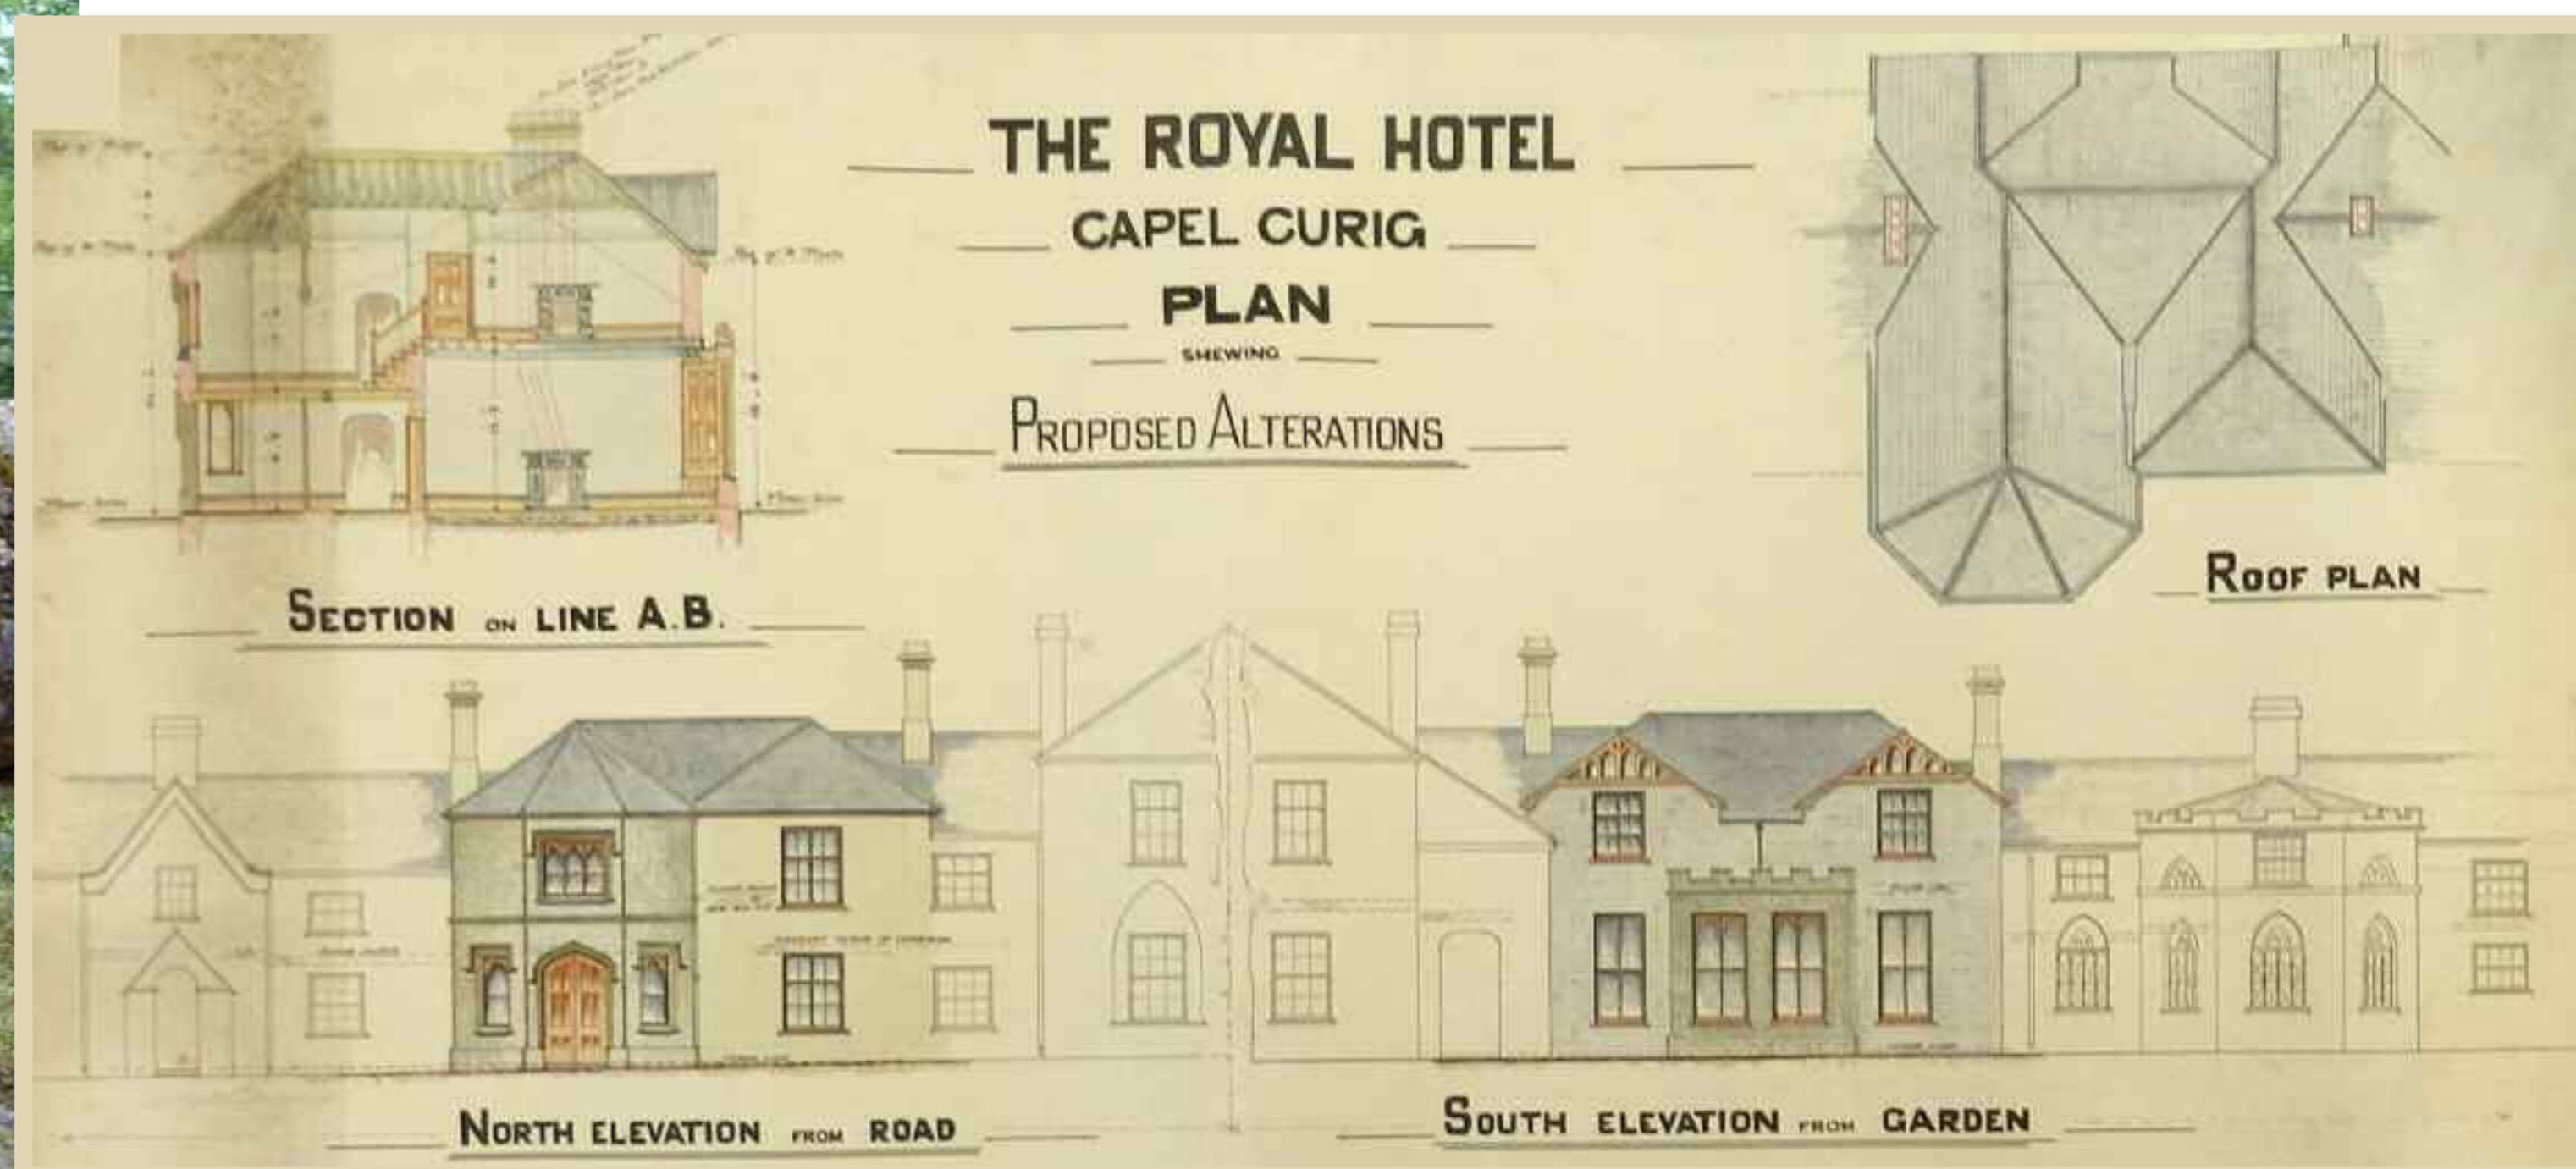 THE ROYAL HOTEL
CAPEL CURIG
PLAN
SHEWING
PROPOSED ALTERATIONS
SECTION ON LINE A.B.
ROOF PLAN
NORTH ELEVATION FROM ROAD
SOUTH ELEVATION FROM GARDEN